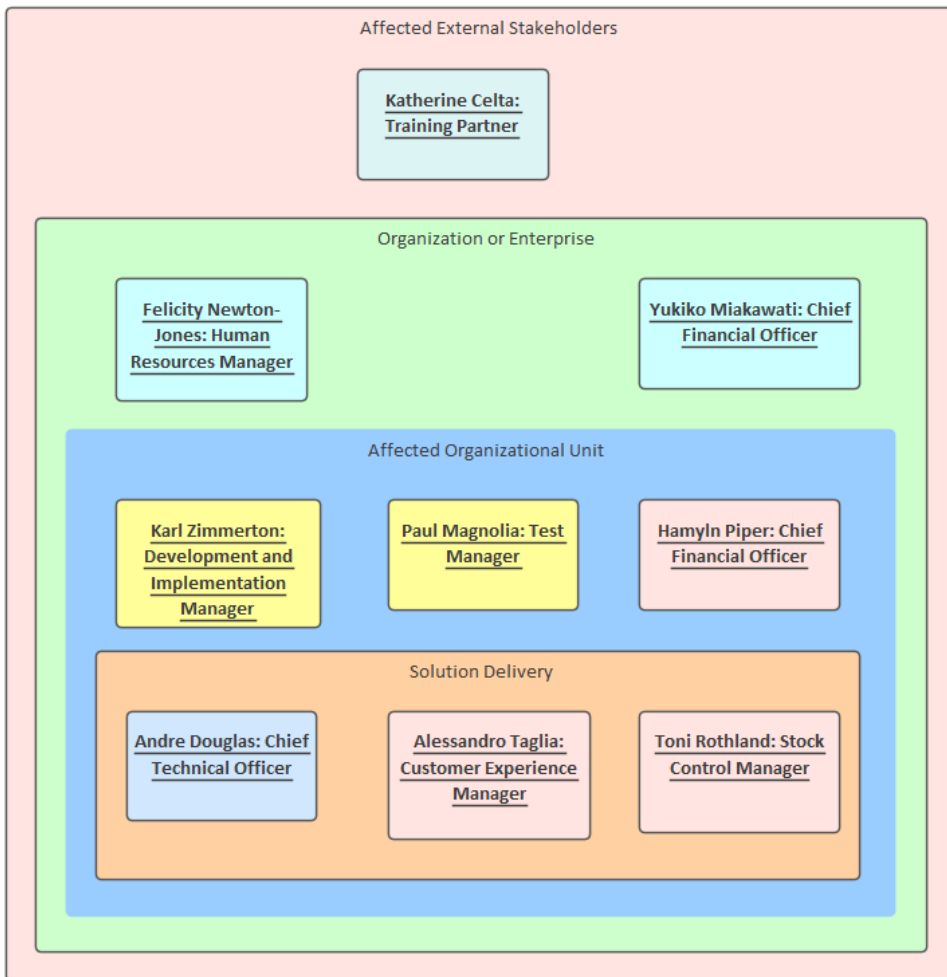 Affected External Stakeholders
Katherine Celta:
Training Partner
Organization or Enterprise
Felicity Newton-
Jones: Human
Resources Manager
Yukiko Miakawati: Chief
Financial Officer
Affected Organizational Unit
Karl Zimmerton:
Development and
Implementation
Manager
Paul Magnolia: Test
Manager
Hamyln Piper: Chief
Financial Officer
Solution Delivery
Andre Douglas: Chief
Technical Officer
Alessandro Taglia:
Customer Experience
Manager
Toni Rothland: Stock
Control Manager